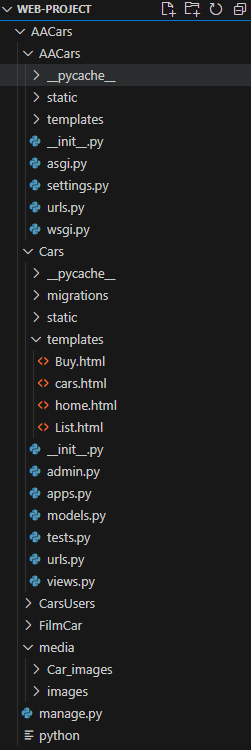 WEB-PROJECT
AACars
AACars
__pycache__
static
templates
__init__.py
asgi.py
settings.py
urls.py
wsgi.py
Cars
__pycache__
migrations
static
templates
Buy.html
cars.html
home.html
List.html
__init__.py
admin.py
apps.py
models.py
tests.py
urls.py
views.py
CarsUsers
FilmCar
media
Car_images
images
manage.py
python